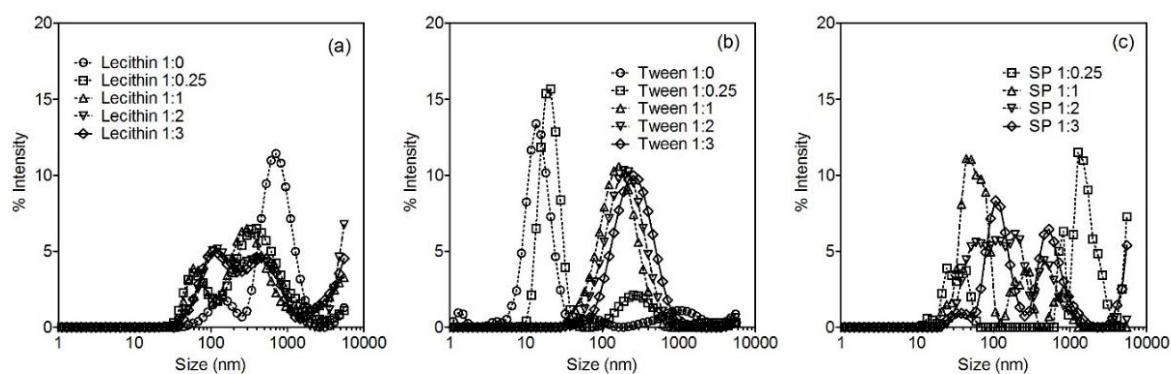 (a)
Lecithin 1:0
Lecithin 1:0.25
Lecithin 1:1
Lecithin 1:2
Lecithin 1:3
% Intensity
20
15
10
5
0
1 10 100 1000 10000
Size (nm)
(b)
Tween 1:0
Tween 1:0.25
Tween 1:1
Tween 1:2
Tween 1:3
% Intensity
20
15
10
5
0
1 10 100 1000 10000
Size (nm)
(c)
SP 1:0.25
SP 1:1
SP 1:2
SP 1:3
% Intensity
20
15
10
5
0
1 10 100 1000 10000
Size (nm)